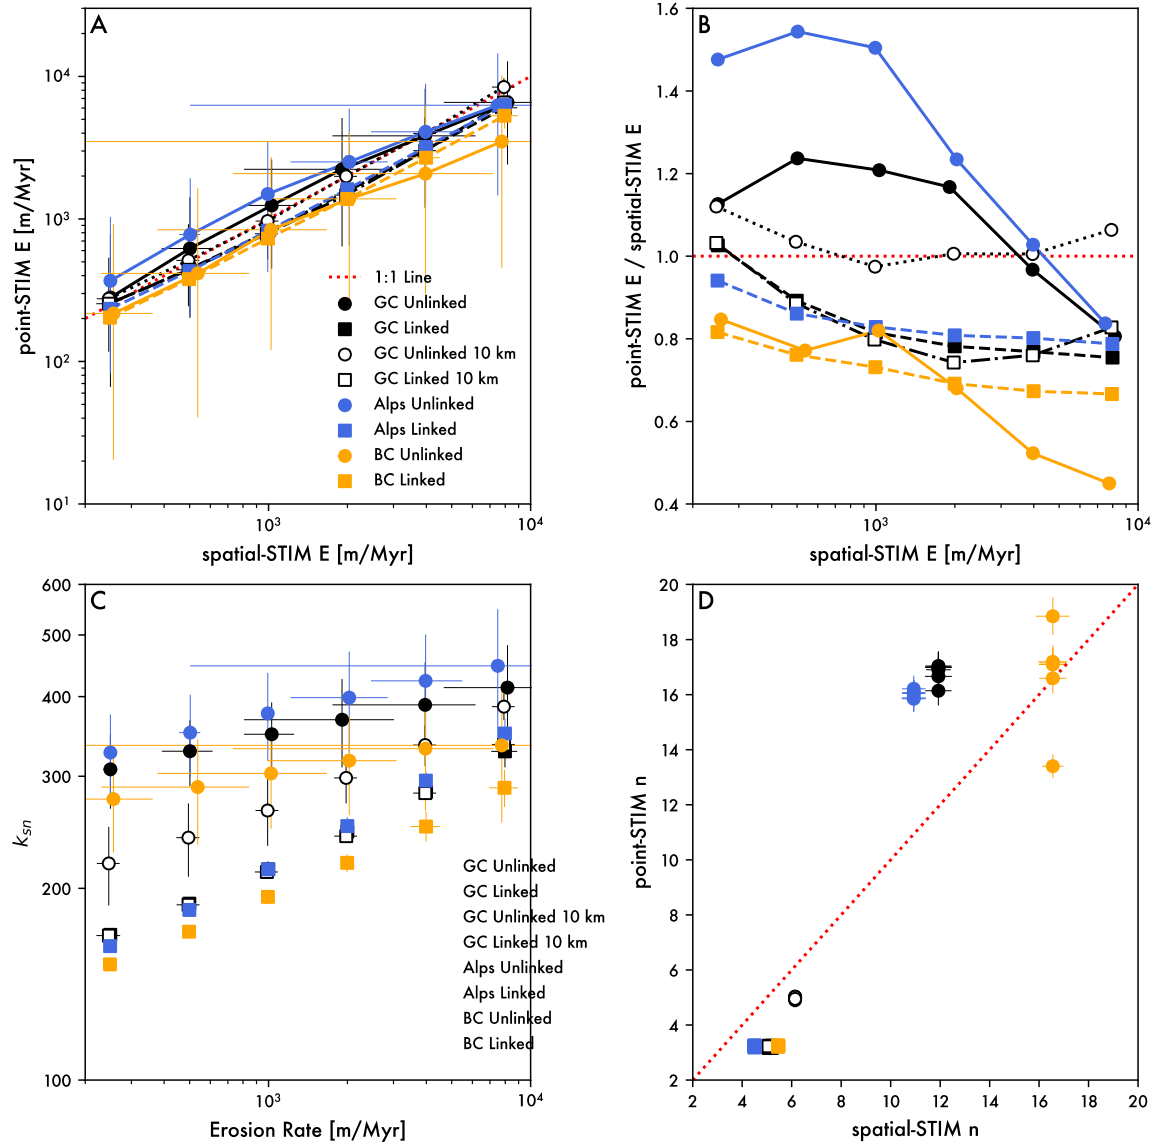 A
10⁴
10³
10²
10¹
10³
10⁴
point-STIM E [m/Myr]
spatial-STIM E [m/Myr]
1:1 Line
GC Unlinked
GC Linked
GC Unlinked 10 km
GC Linked 10 km
Alps Unlinked
Alps Linked
BC Unlinked
BC Linked
B
1.6
1.4
1.2
1.0
0.8
0.6
0.4
10³
10⁴
point-STIM E / spatial-STIM E
spatial-STIM E [m/Myr]
C
600
500
400
300
200
100
10³
10⁴
k_sn
Erosion Rate [m/Myr]
GC Unlinked
GC Linked
GC Unlinked 10 km
GC Linked 10 km
Alps Unlinked
Alps Linked
BC Unlinked
BC Linked
D
20
18
16
14
12
10
8
6
4
2
2
4
6
8
10
12
14
16
18
20
point-STIM n
spatial-STIM n